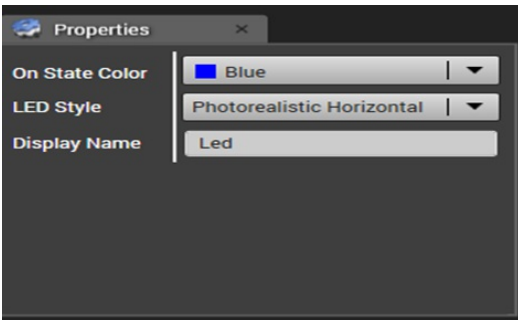 Properties
On State Color Blue
LED Style Photorealistic Horizontal
Display Name Led